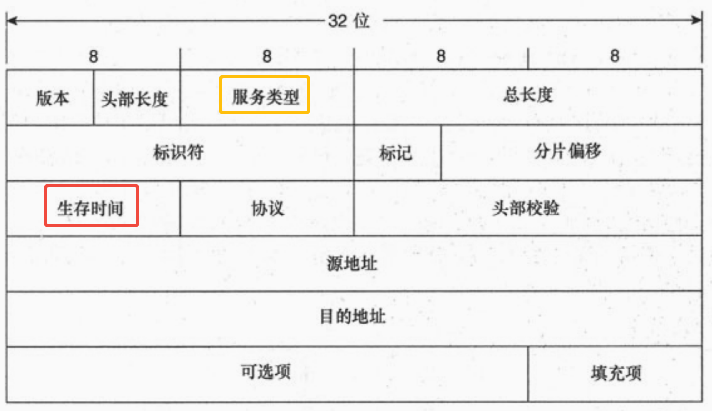 32 位
8 8 8 8
版本 头部长度 服务类型 总长度
标识符 标记 分片偏移
生存时间 协议 头部校验
源地址
目的地址
可选项 填充项